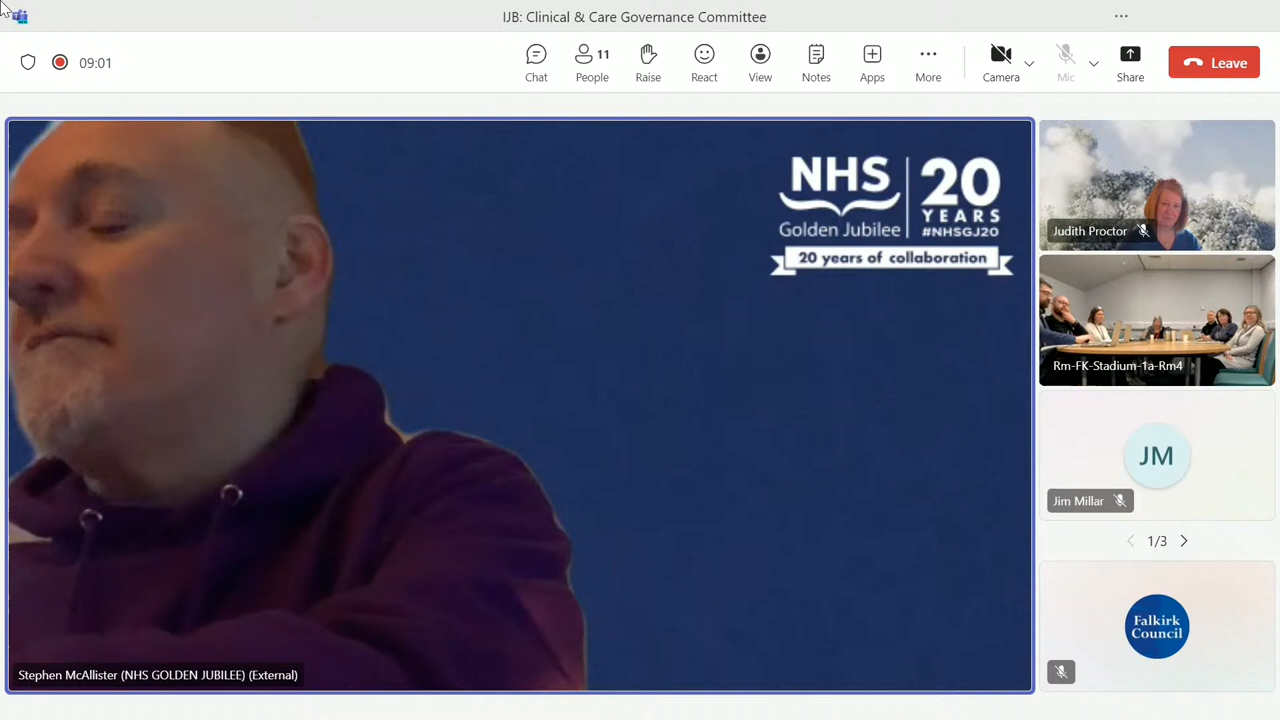 IJB: Clinical & Care Governance Committee
09:01
Chat
People
11
Raise
React
View
Notes
Apps
More
Camera
Mic
Share
Leave
NHS
Golden Jubilee
20
YEARS
#NHSGJ20
20 years of collaboration
Stephen McAllister (NHS GOLDEN JUBILEE) (External)
Judith Proctor
Rm-FK-Stadium-1a-Rm4
JM
Jim Millar
1/3
Falkirk
Council